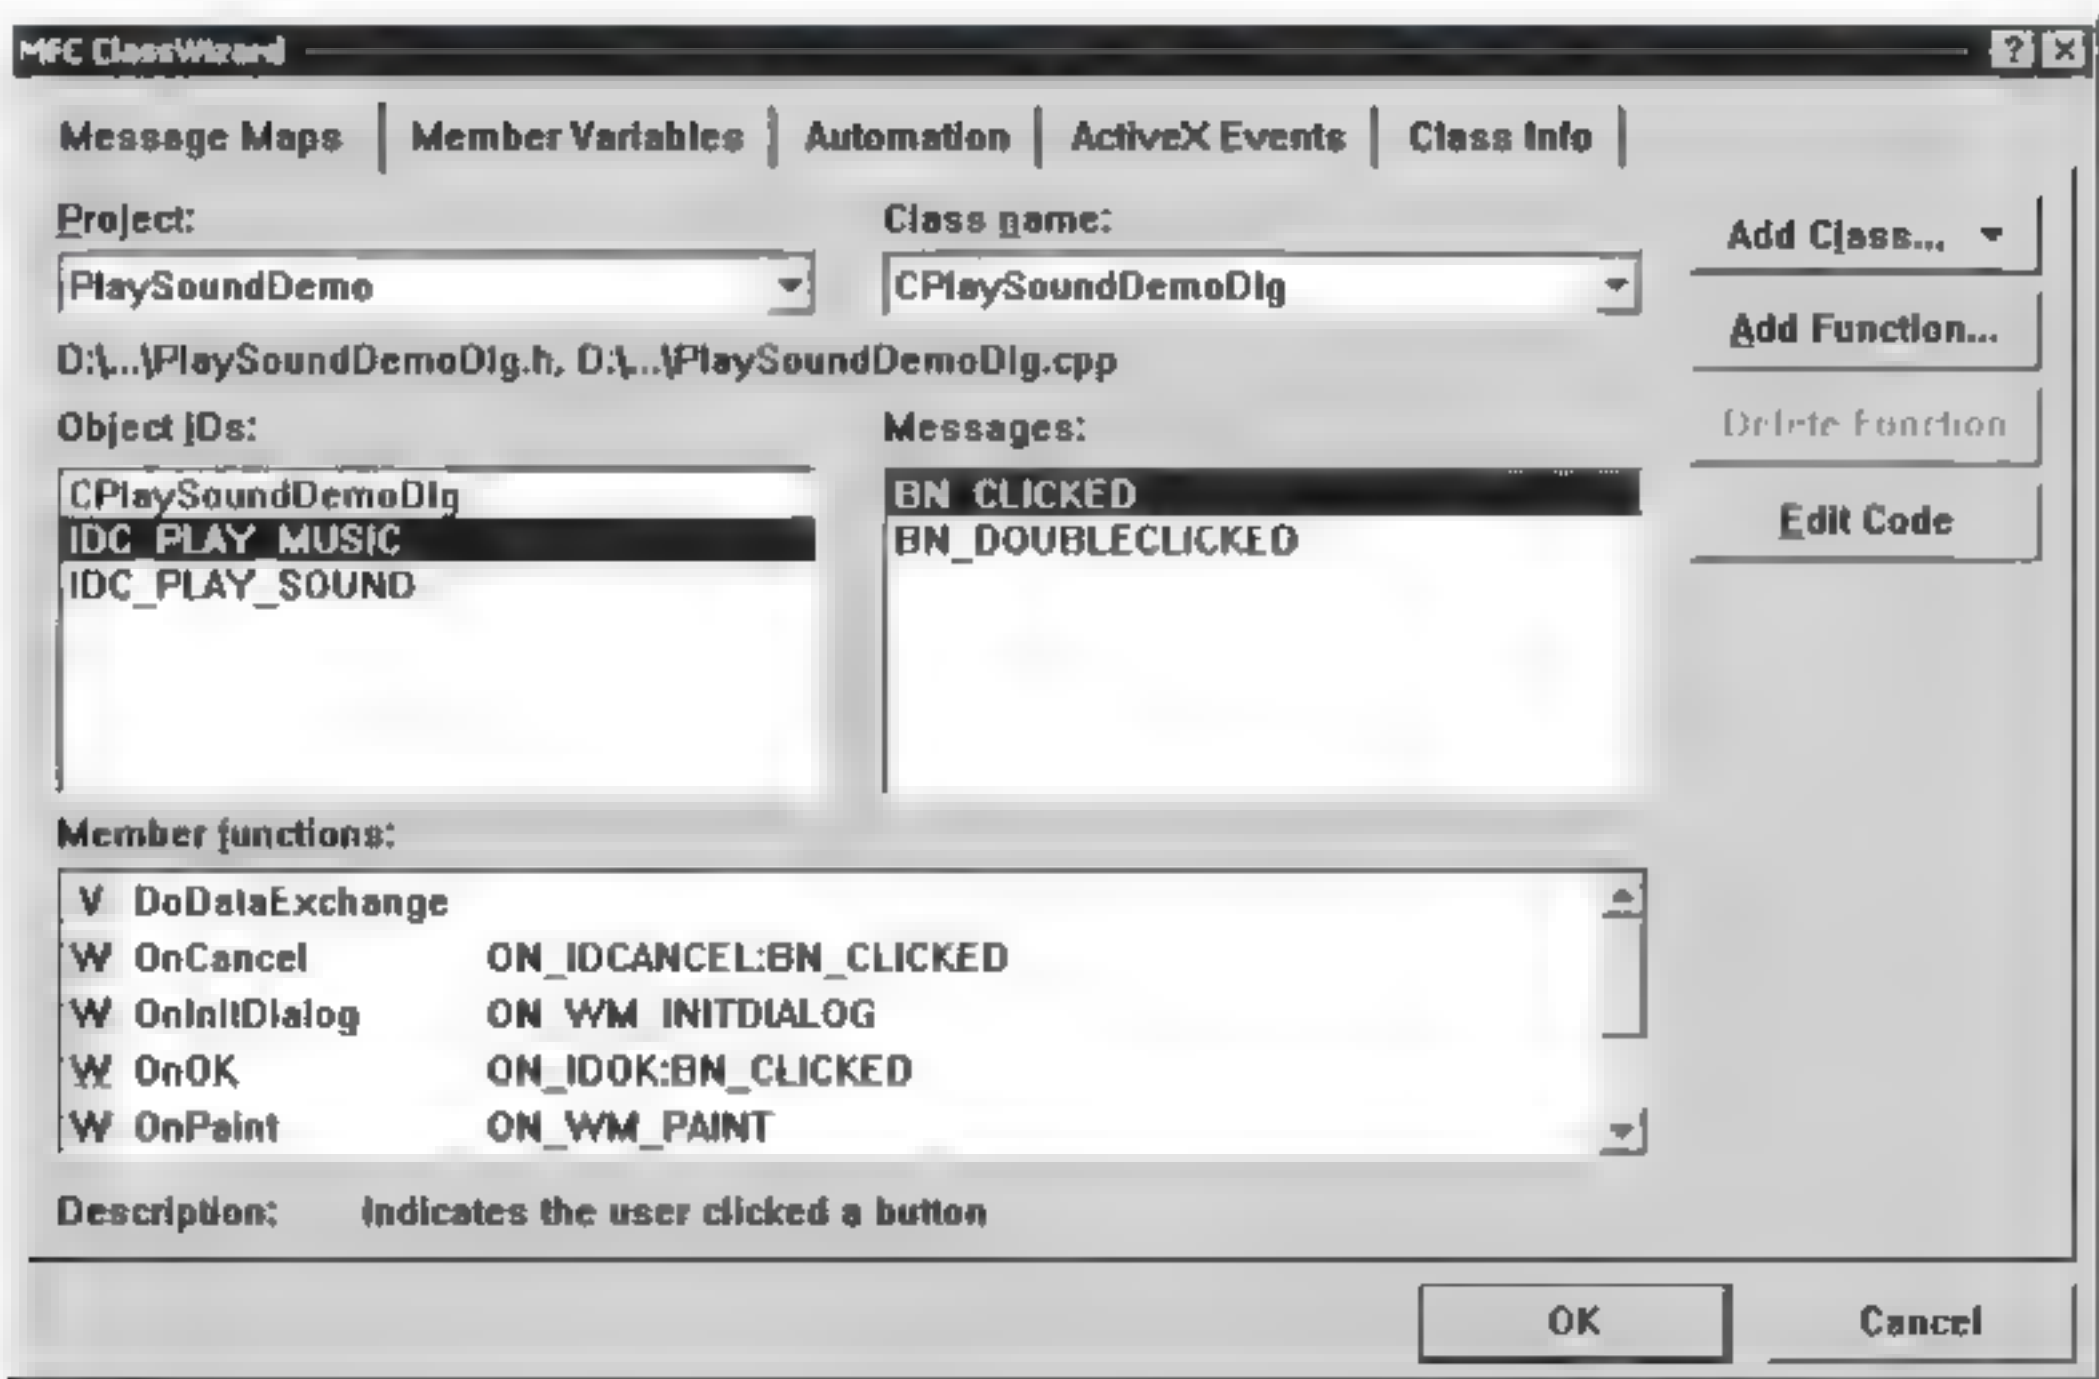 MFC ClassWizard
Message Maps Member Variables Automation ActiveX Events Class Info
Project: Class name:
PlaySoundDemo CPlaySoundDemoDlg
Add Class...
Add Function...
D:\...\PlaySoundDemoDlg.h, D:\...\PlaySoundDemoDlg.cpp
Object IDs: Messages:
Delete Function
CPlaySoundDemoDlg BN_CLICKED
Edit Code
IDC_PLAY_MUSIC BN_DOUBLECLICKED
IDC_PLAY_SOUND
Member functions:
V DoDataExchange
W OnCancel ON_IDCANCEL:BN_CLICKED
W OnInitDialog ON_WM_INITDIALOG
W OnOK ON_IDOK:BN_CLICKED
W OnPaint ON_WM_PAINT
Description: Indicates the user clicked a button
OK Cancel